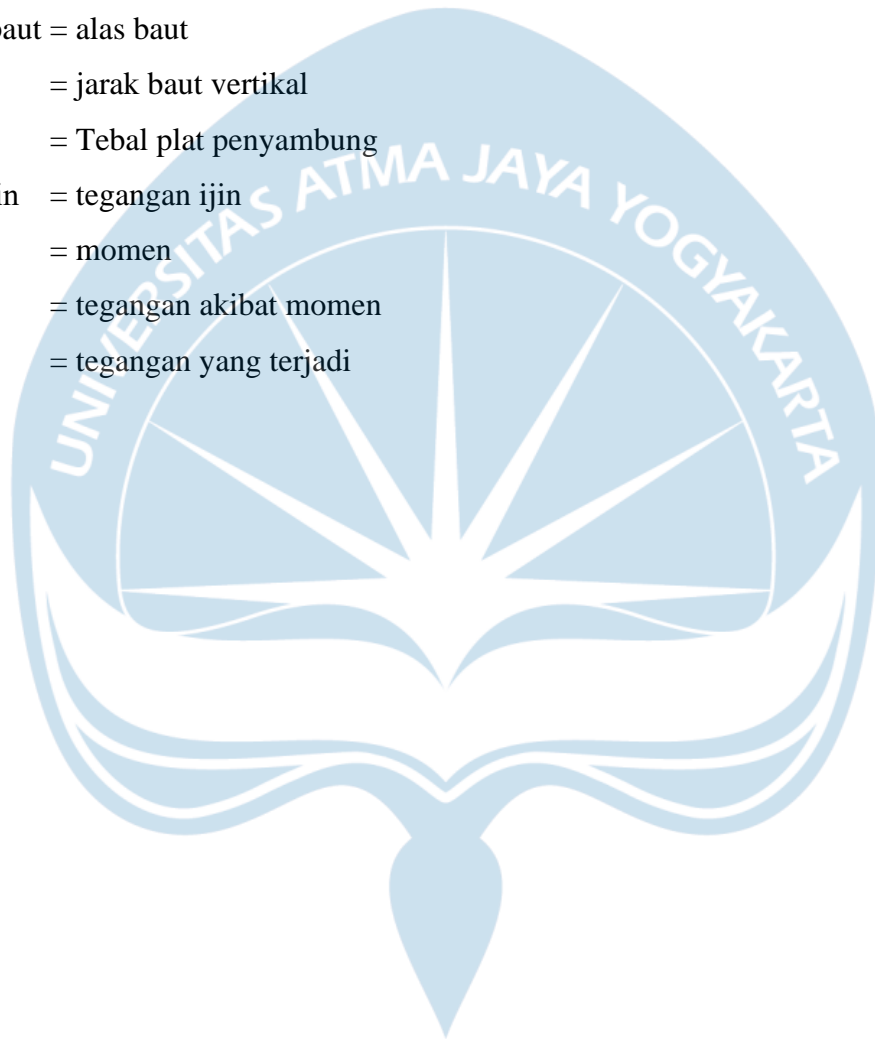 baut = alas baut
= jarak baut vertikal
= Tebal plat penyambung
in = tegangan ijin
= momen
= tegangan akibat momen
= tegangan yang terjadi
UNIVERSITAS ATMA JAYA YOGYAKARTA